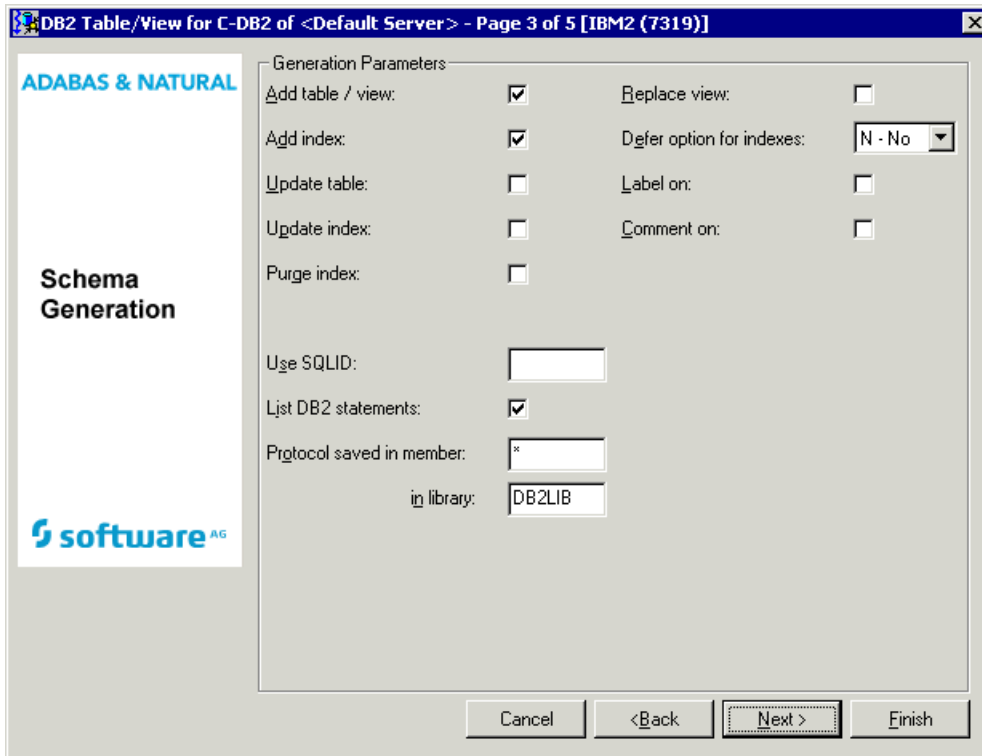 DB2 Table/View for C-DB2 of <Default Server> - Page 3 of 5 [IBM2 (7319)]
ADABAS & NATURAL
Schema
Generation
software AG
Generation Parameters
Add table / view:
Replace view:
Add index:
Defer option for indexes:
N - No
Update table:
Label on:
Update index:
Comment on:
Purge index:
Use SQLID:
List DB2 statements:
Protocol saved in member:
*
in library:
DB2LIB
Cancel
<Back
Next >
Finish